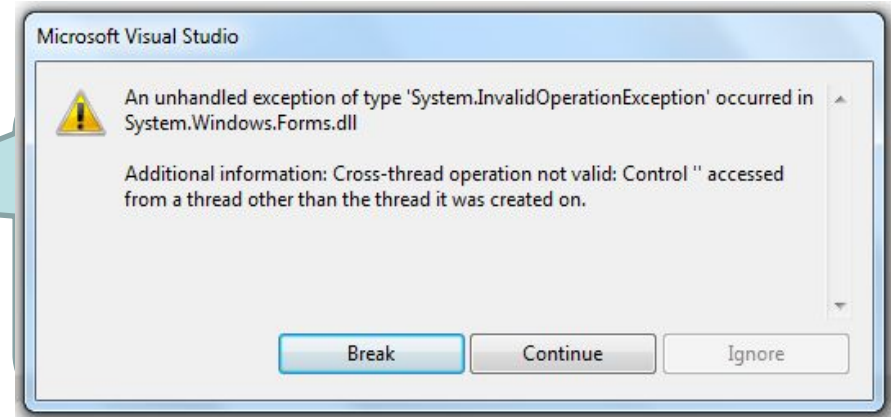 Microsoft Visual Studio
An unhandled exception of type 'System.InvalidOperationException' occurred in
System.Windows.Forms.dll
Additional information: Cross-thread operation not valid: Control '' accessed
from a thread other than the thread it was created on.
Break Continue Ignore